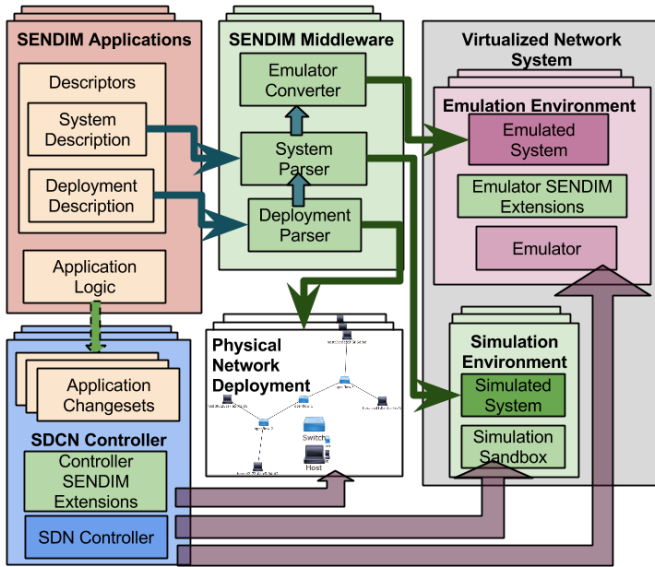 SENDIM Applications
Descriptors
System
Description
Deployment
Description
Application
Logic
SENDIM Middleware
Emulator
Converter
System
Parser
Deployment
Parser
Virtualized Network
System
Emulation Environment
Emulated
System
Emulator SENDIM
Extensions
Emulator
Simulation
Environment
Simulated
System
Simulation
Sandbox
Physical
Network
Deployment
Switch
Host
Application
Changesets
SDCN Controller
Controller
SENDIM
Extensions
SDN Controller